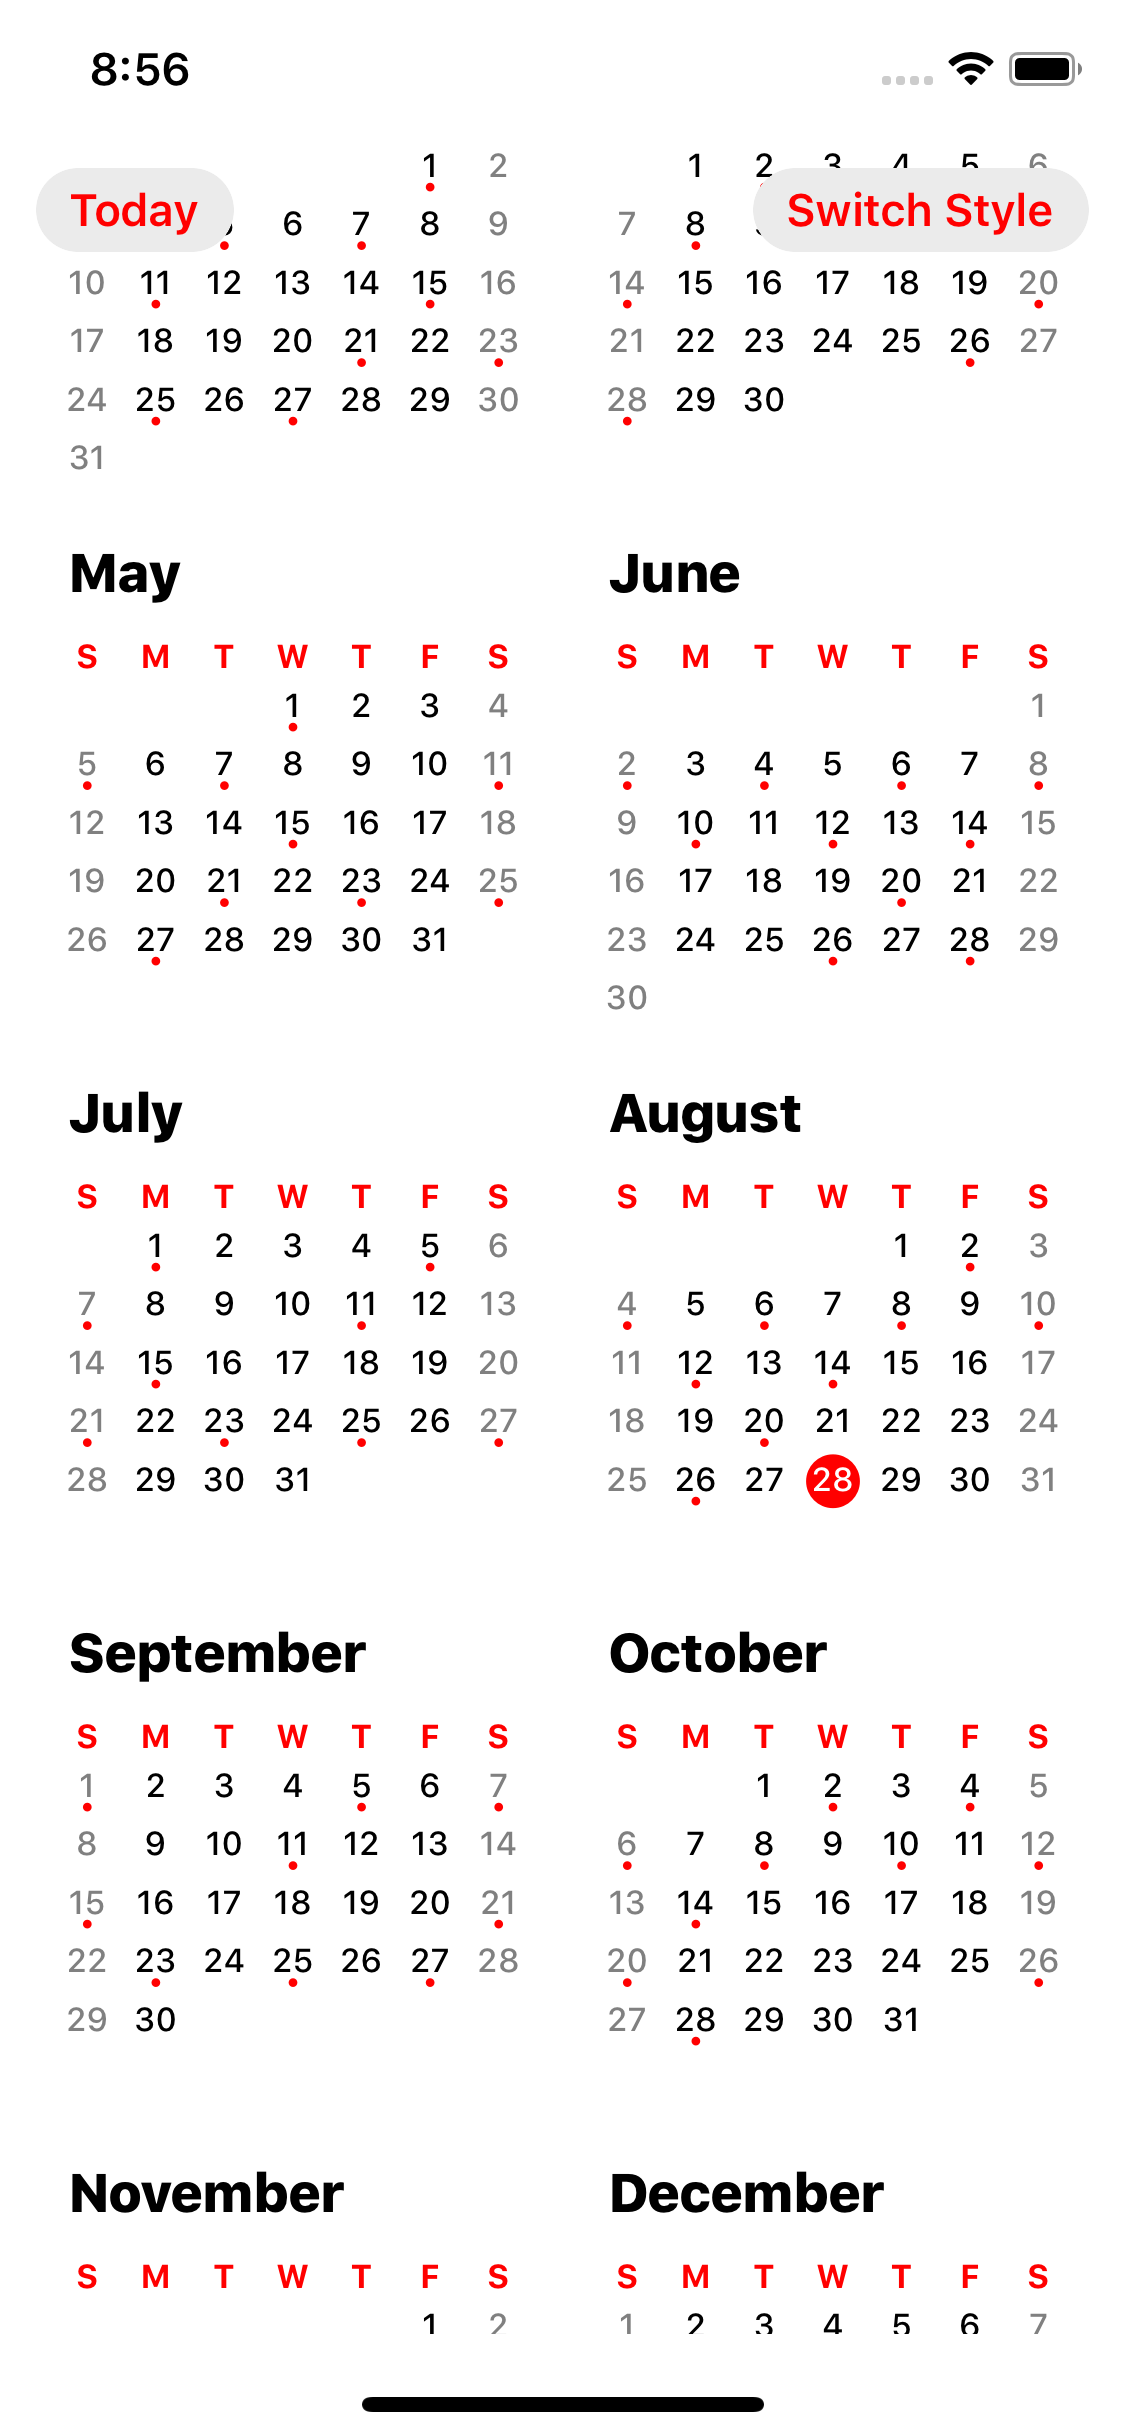 8:56
1 2
1 2 3 4 5 6
Today
6 7 8 9
7 8
Switch Style
10 11 12 13 14 15 16
14 15 16 17 18 19 20
17 18 19 20 21 22 23
21 22 23 24 25 26 27
24 25 26 27 28 29 30
28 29 30
31
May
S M T W T F S
1 2 3 4
5 6 7 8 9 10 11
12 13 14 15 16 17 18
19 20 21 22 23 24 25
26 27 28 29 30 31
June
S M T W T F S
1
2 3 4 5 6 7 8
9 10 11 12 13 14 15
16 17 18 19 20 21 22
23 24 25 26 27 28 29
30
July
S M T W T F S
1 2 3 4 5 6
7 8 9 10 11 12 13
14 15 16 17 18 19 20
21 22 23 24 25 26 27
28 29 30 31
August
S M T W T F S
1 2 3
4 5 6 7 8 9 10
11 12 13 14 15 16 17
18 19 20 21 22 23 24
25 26 27 28 29 30 31
September
S M T W T F S
1 2 3 4 5 6 7
8 9 10 11 12 13 14
15 16 17 18 19 20 21
22 23 24 25 26 27 28
29 30
October
S M T W T F S
1 2 3 4 5
6 7 8 9 10 11 12
13 14 15 16 17 18 19
20 21 22 23 24 25 26
27 28 29 30 31
November
S M T W T F S
1 2
December
S M T W T F S
1 2 3 4 5 6 7